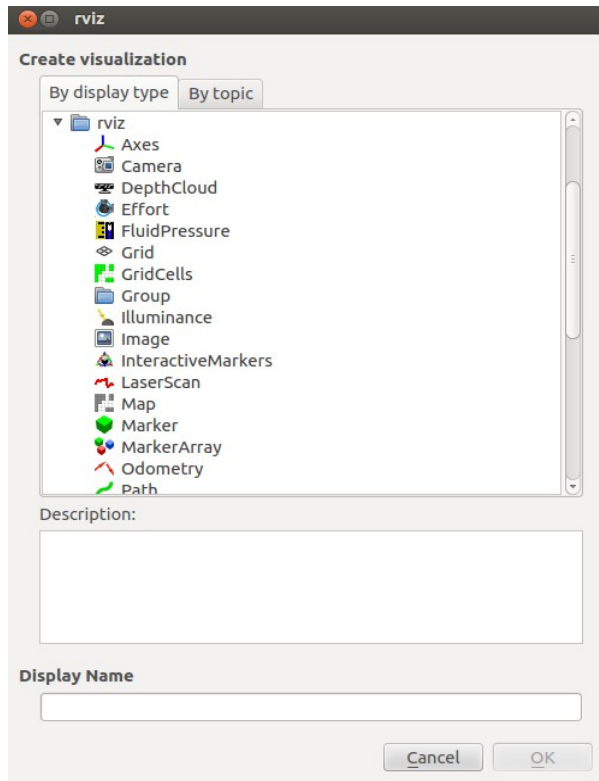 rviz
Create visualization
By display type By topic
rviz
Axes
Camera
DepthCloud
Effort
FluidPressure
Grid
GridCells
Group
Illuminance
Image
InteractiveMarkers
LaserScan
Map
Marker
MarkerArray
Odometry
Path
Description:
Display Name
Cancel OK